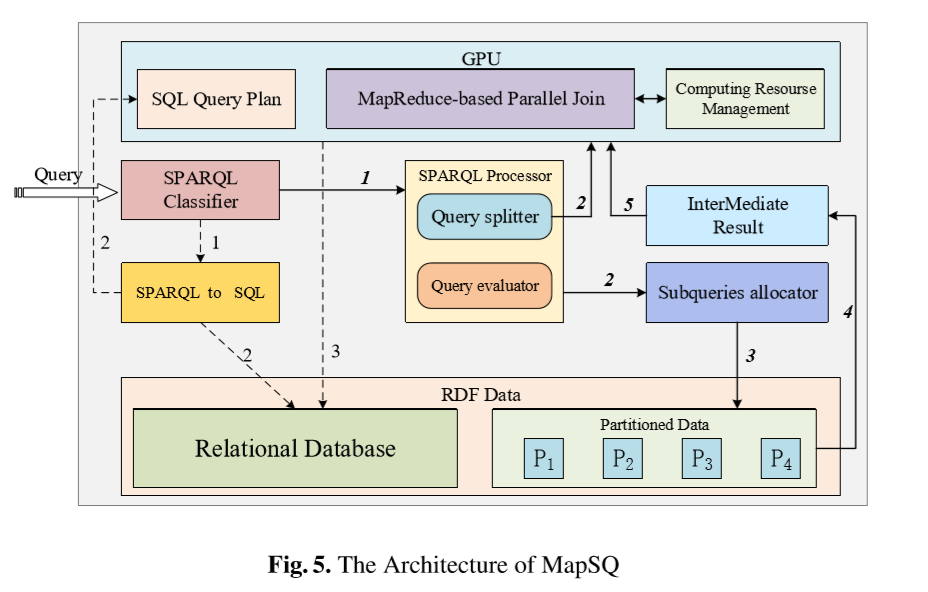 GPU
SQL Query Plan
MapReduce-based Parallel Join
Computing Resourse
Management
Query
SPARQL
Classifier
1
SPARQL Processor
Query splitter
2
5
InterMediate
Result
2
1
SPARQL to SQL
Query evaluator
2
Subqueries allocator
4
2
3
3
RDF Data
Relational Database
Partitioned Data
P1
P2
P3
P4
Fig. 5. The Architecture of MapSQ